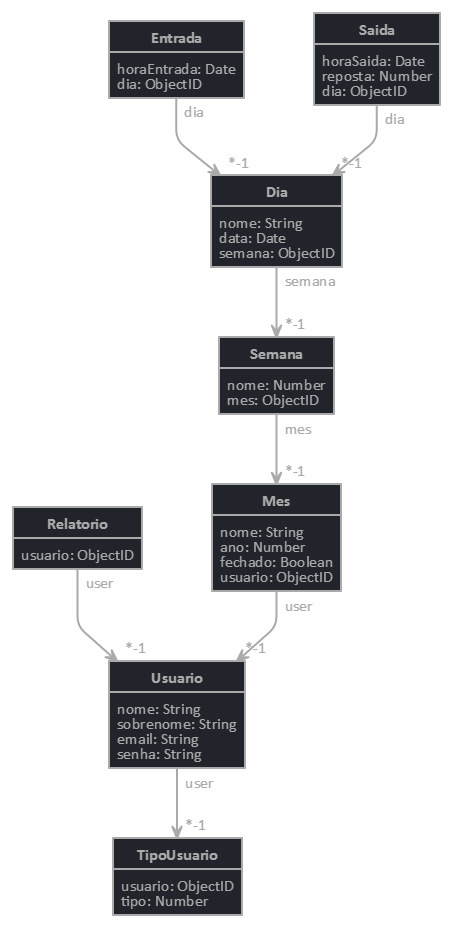 Entrada
horaEntrada: Date
dia: ObjectID
Saida
horaSaida: Date
reposta: Number
dia: ObjectID
dia
dia
*-1
*-1
Dia
nome: String
data: Date
semana: ObjectID
semana
*-1
Semana
nome: Number
mes: ObjectID
mes
*-1
Mes
nome: String
ano: Number
fechado: Boolean
usuario: ObjectID
Relatorio
usuario: ObjectID
user
user
*-1
*-1
Usuario
nome: String
sobrenome: String
email: String
senha: String
user
*-1
TipoUsuario
usuario: ObjectID
tipo: Number